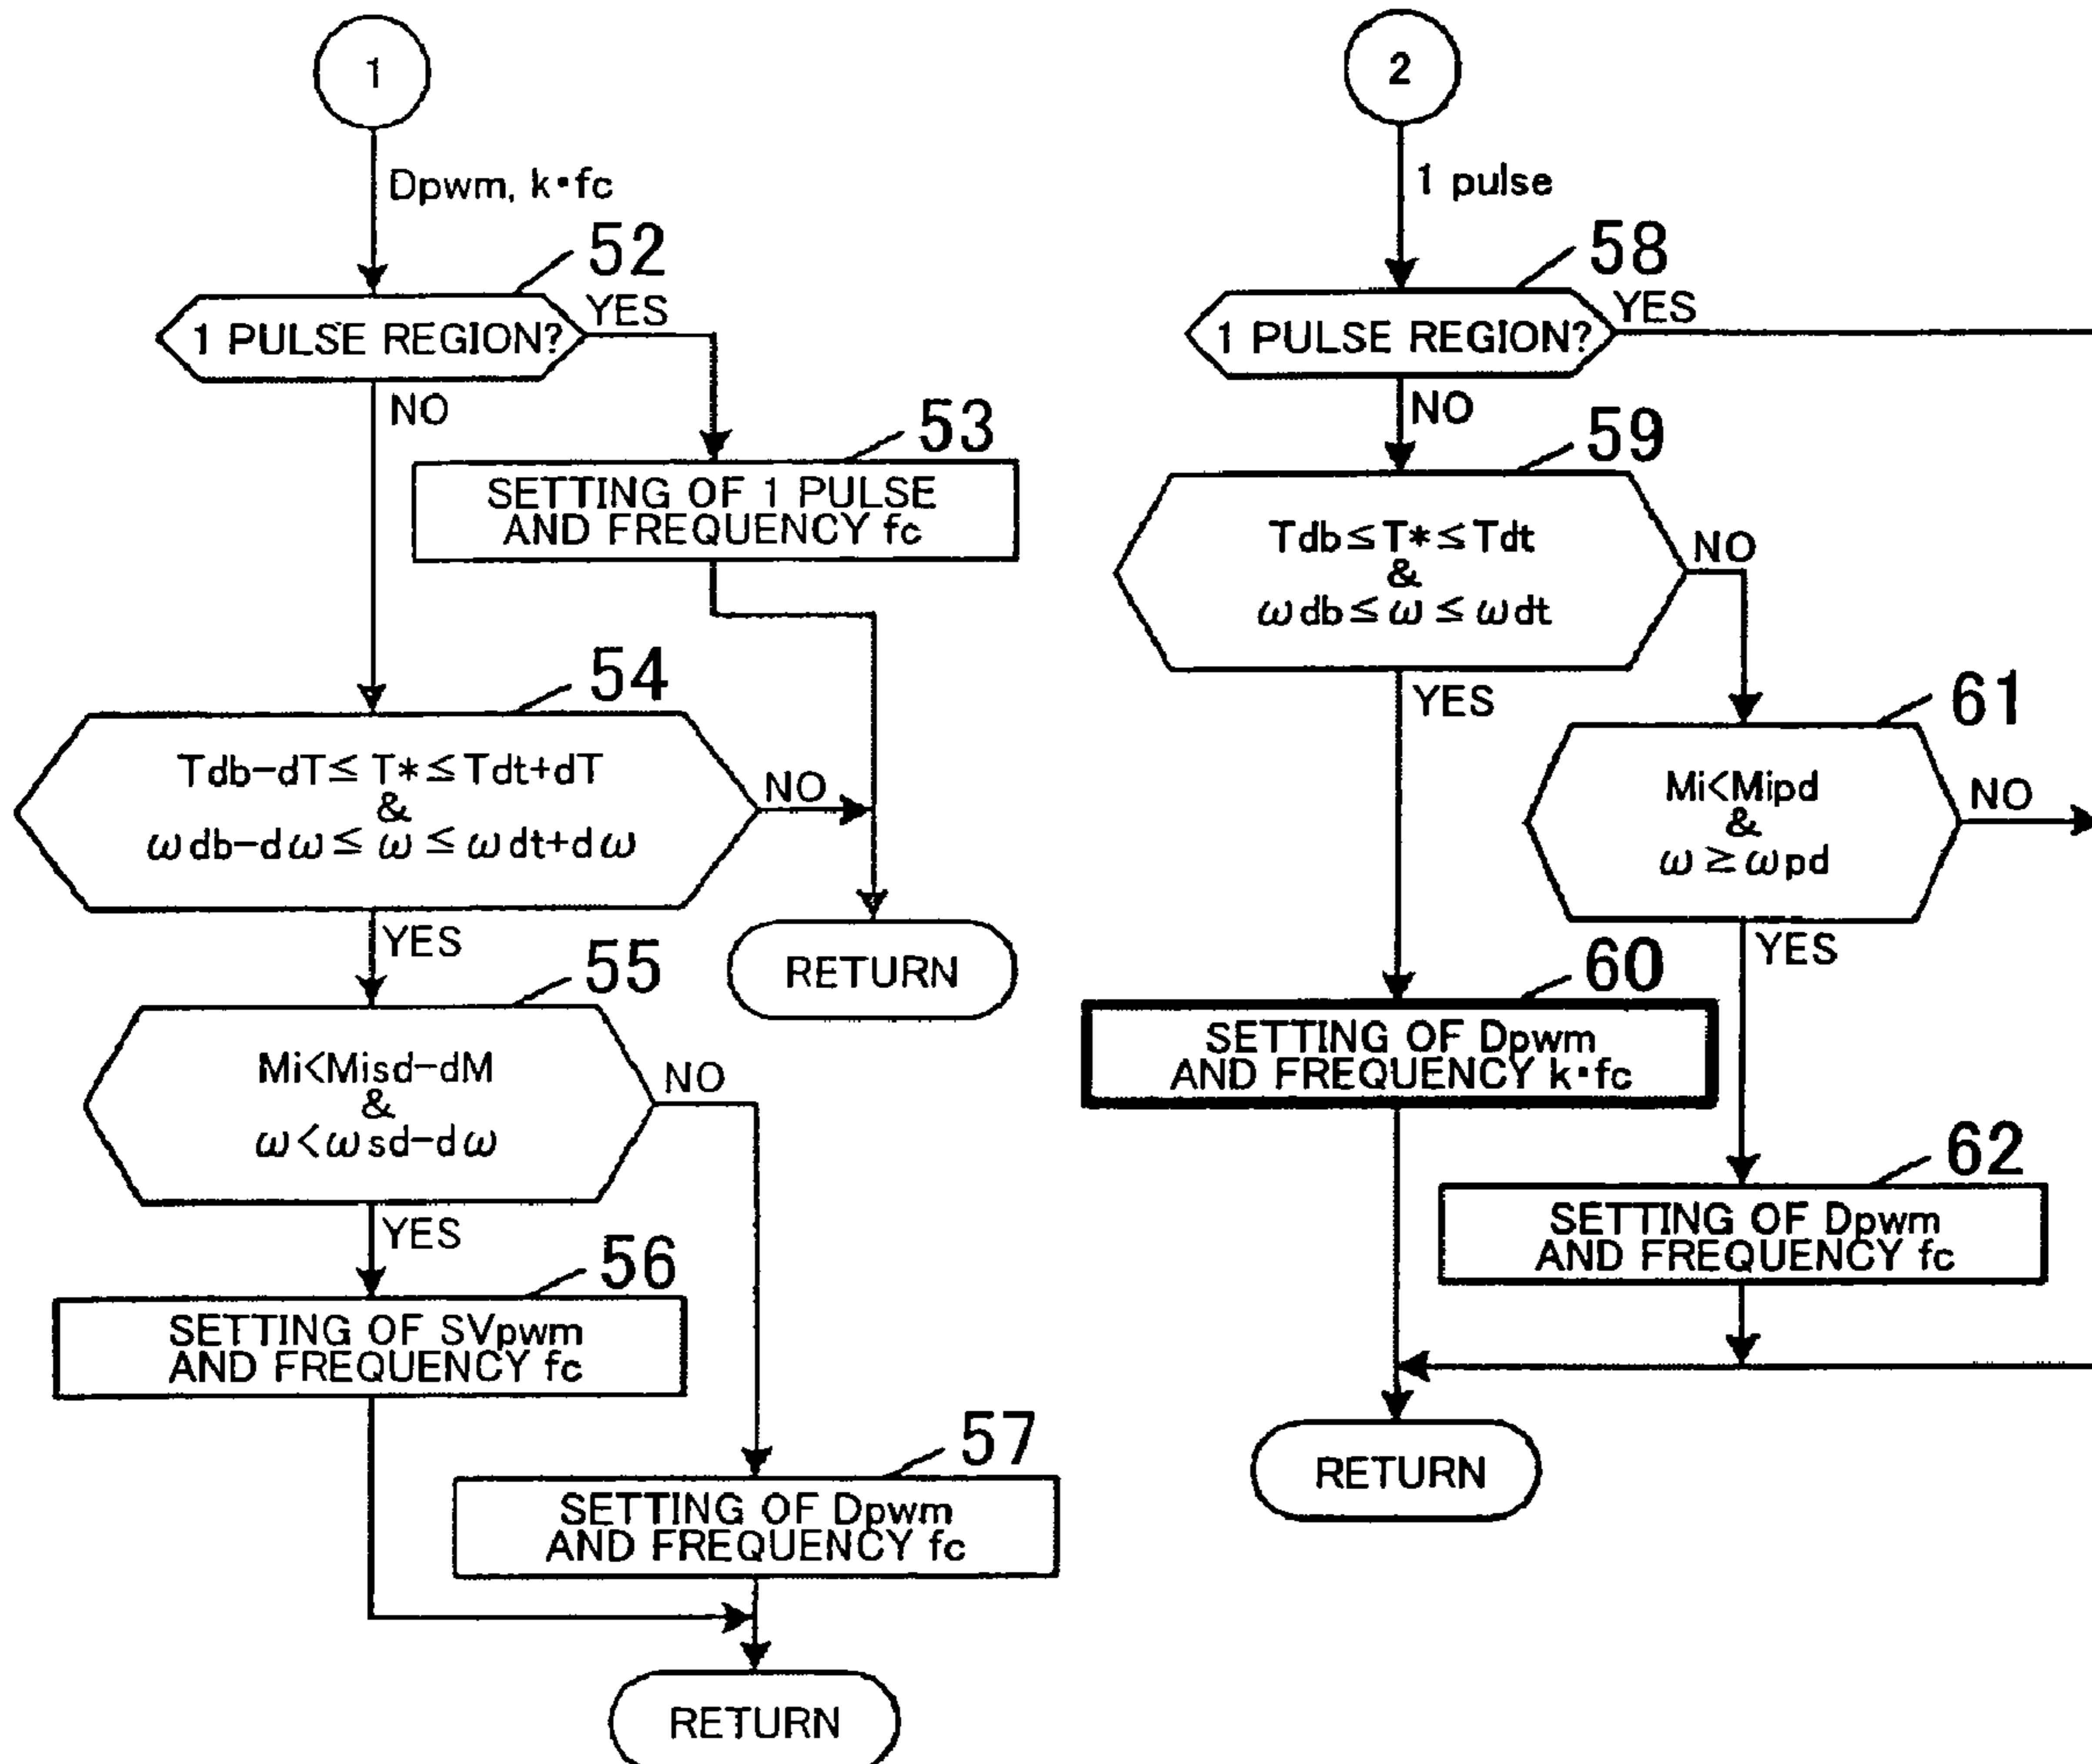 1
Dpwm, k・fc
52
1 PULSE REGION?
YES
NO
53
SETTING OF 1 PULSE
AND FREQUENCY fc
54
Tdb-dT≤ T* ≤Tdt+dT
&
ωdb-dω≤ ω ≤ ωdt+dω
NO
YES
RETURN
55
Mi<Misd-dM
&
ω<ωsd-dω
NO
YES
56
SETTING OF SVpwm
AND FREQUENCY fc
57
SETTING OF Dpwm
AND FREQUENCY fc
RETURN
2
1 pulse
58
1 PULSE REGION?
YES
NO
59
Tdb≤T*≤Tdt
&
ωdb≤ω≤ωdt
NO
YES
61
Mi<Mipd
&
ω≥ωpd
NO
YES
60
SETTING OF Dpwm
AND FREQUENCY k・fc
62
SETTING OF Dpwm
AND FREQUENCY fc
RETURN